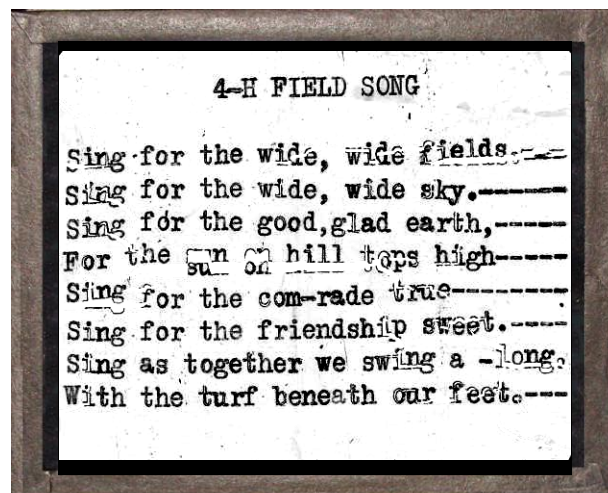 4-H FIELD SONG
Sing for the wide, wide fields.---
Sing for the wide, wide sky.------
Sing for the good,glad earth,-----
For the sun on hill tops high-----
Sing for the com-rade true--------
Sing for the friendship sweet.----
Sing as together we swing a -long.
With the turf beneath our feet.---